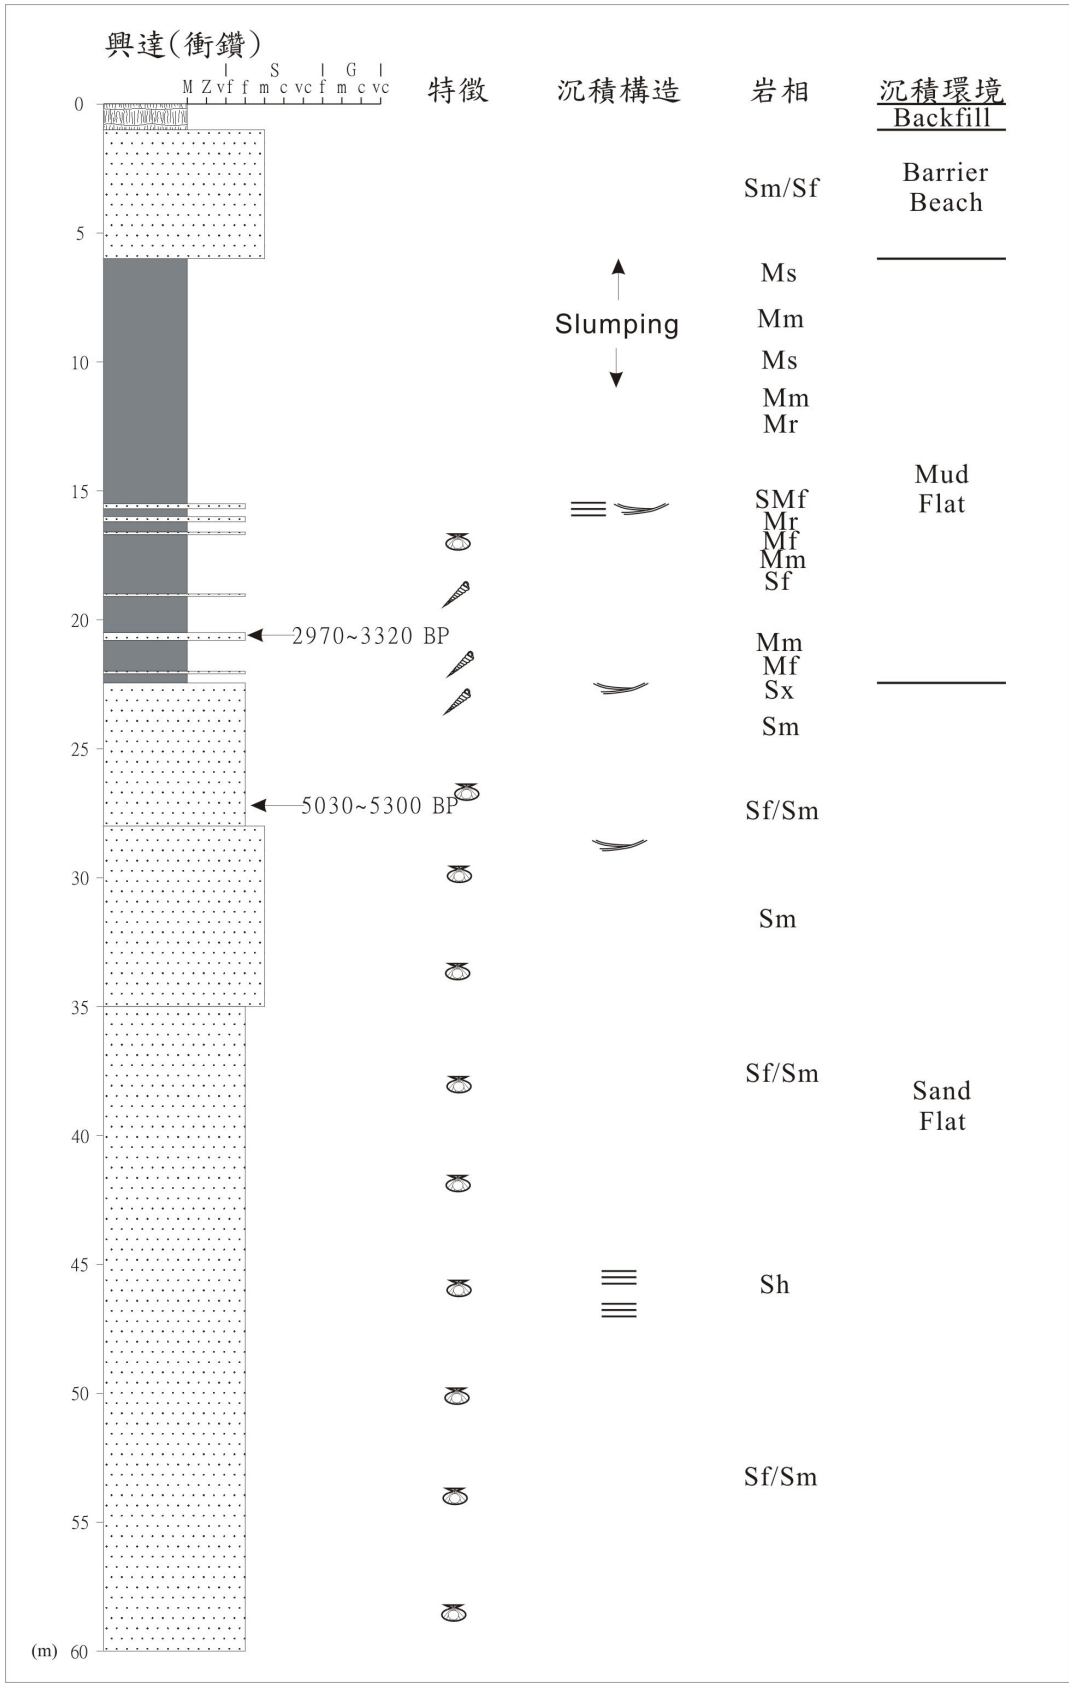 興達(衝鑽)
S G
M Z vf f m c vc f m c vc
特徵 沉積構造 岩相 沉積環境
0
Backfill
Barrier
Beach
Sm/Sf
5
Ms
Slumping
Mm
10
Ms
Mm
Mr
15
Mud
Flat
SMf
Mr
Mf
Mm
Sf
20
2970~3320 BP
Mm
Mf
Sx
Sm
25
5030~5300 BP
Sf/Sm
30
Sm
35
Sf/Sm
Sand
Flat
40
45
Sh
50
Sf/Sm
55
(m) 60